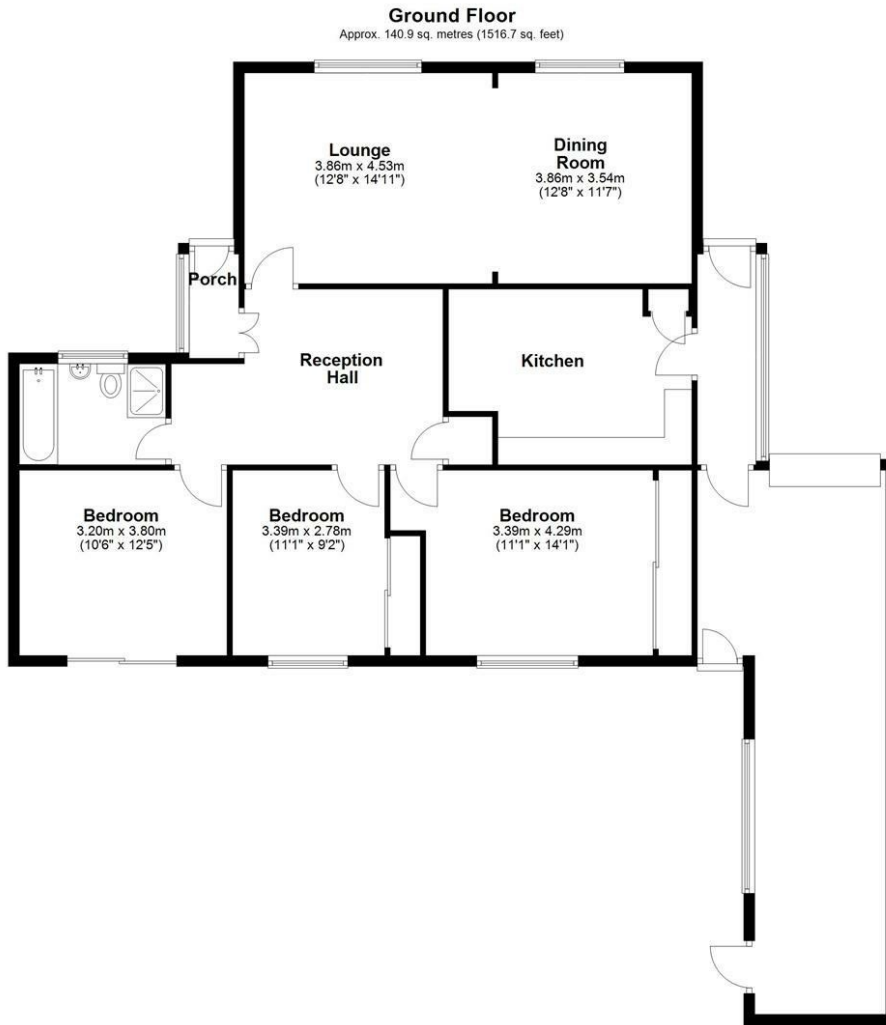 Ground Floor
Approx. 140.9 sq. metres (1516.7 sq. feet)
Lounge
3.86m x 4.53m
(12'8" x 14'11")
Dining
Room
3.86m x 3.54m
(12'8" x 11'7")
Porch
Reception
Hall
Kitchen
Bedroom
3.20m x 3.80m
(10'6" x 12'5")
Bedroom
3.39m x 2.78m
(11'1" x 9'2")
Bedroom
3.39m x 4.29m
(11'1" x 14'1")